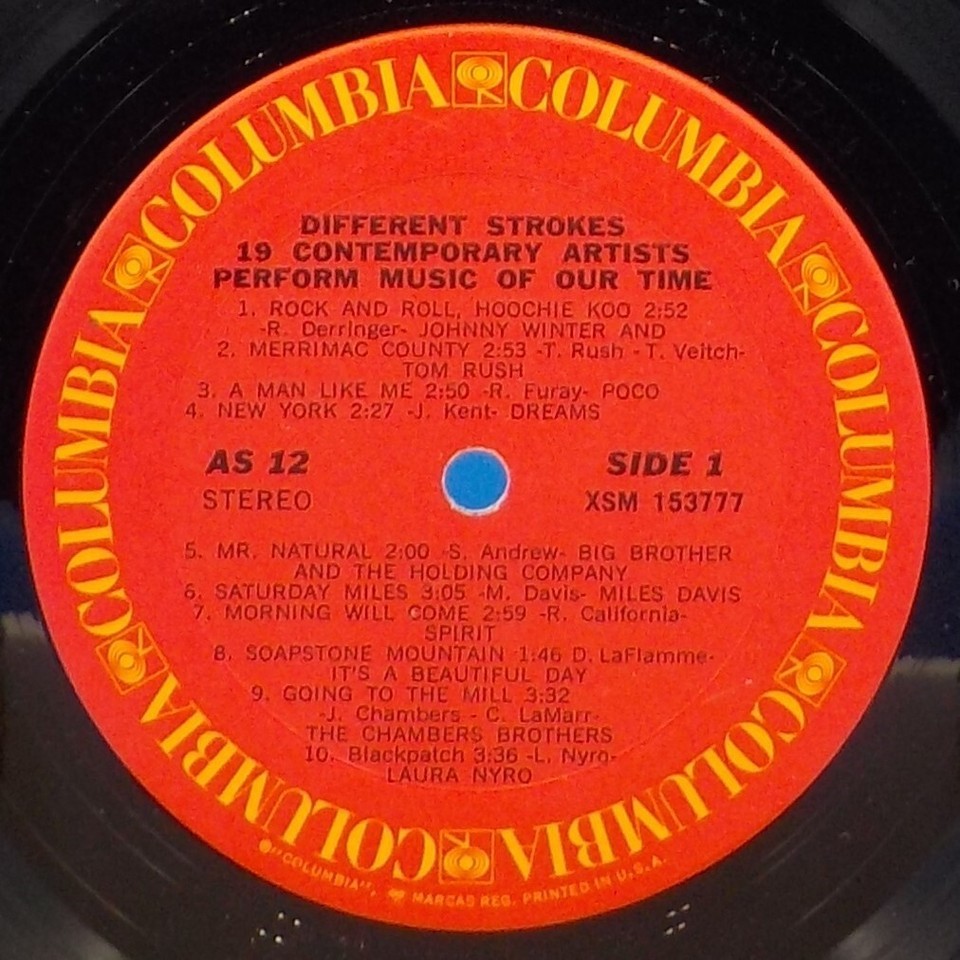 COLUMBIA COLUMBIA COLUMBIA COLUMBIA COLUMBIA COLUMBIA
DIFFERENT STROKES
19 CONTEMPORARY ARTISTS
PERFORM MUSIC OF OUR TIME
1. ROCK AND ROLL, HOOCHIE KOO 2:52
-R. Derringer- JOHNNY WINTER AND
2. MERRIMAC COUNTY 2:53 -T. Rush - T. Veitch-
TOM RUSH
3. A MAN LIKE ME 2:50 -R. Furay- POCO
4. NEW YORK 2:27 -J. Kent- DREAMS
AS 12 SIDE 1
STEREO XSM 153777
5. MR. NATURAL 2:00 -S. Andrew- BIG BROTHER
AND THE HOLDING COMPANY
6. SATURDAY MILES 3:05 -M. Davis- MILES DAVIS
7. MORNING WILL COME 2:59 -R. California-
SPIRIT
8. SOAPSTONE MOUNTAIN 1:46 D. LaFlamme-
IT'S A BEAUTIFUL DAY
9. GOING TO THE MILL 3:32
-J. Chambers - C. LaMarr-
THE CHAMBERS BROTHERS
10. Blackpatch 3:36 -L. Nyro-
LAURA NYRO
COLUMBIA COLUMBIA
®"COLUMBIA", MARCAS REG. PRINTED IN U.S.A.